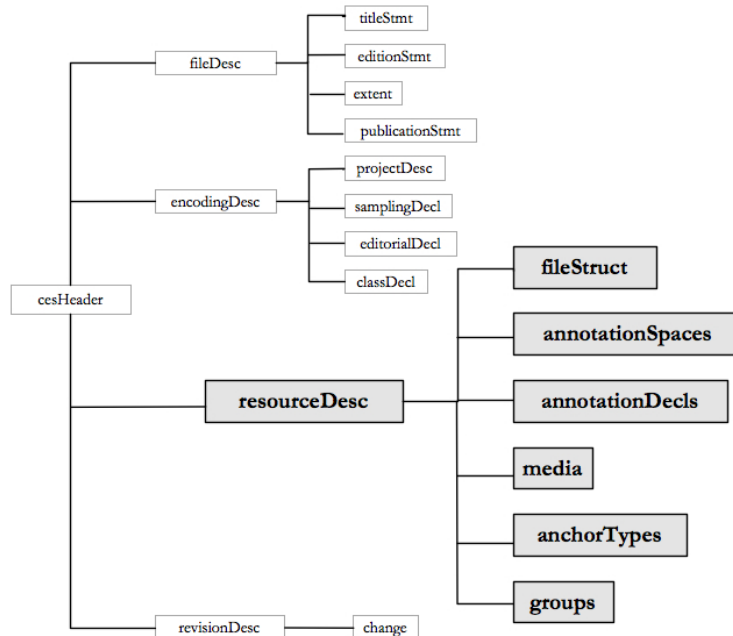 titleStmt
editionStmt
fileDesc
extent
publicationStmt
projectDesc
encodingDesc
samplingDecl
editorialDecl
classDecl
cesHeader
fileStruct
annotationSpaces
resourceDesc
annotationDecls
media
anchorTypes
groups
revisionDesc
change